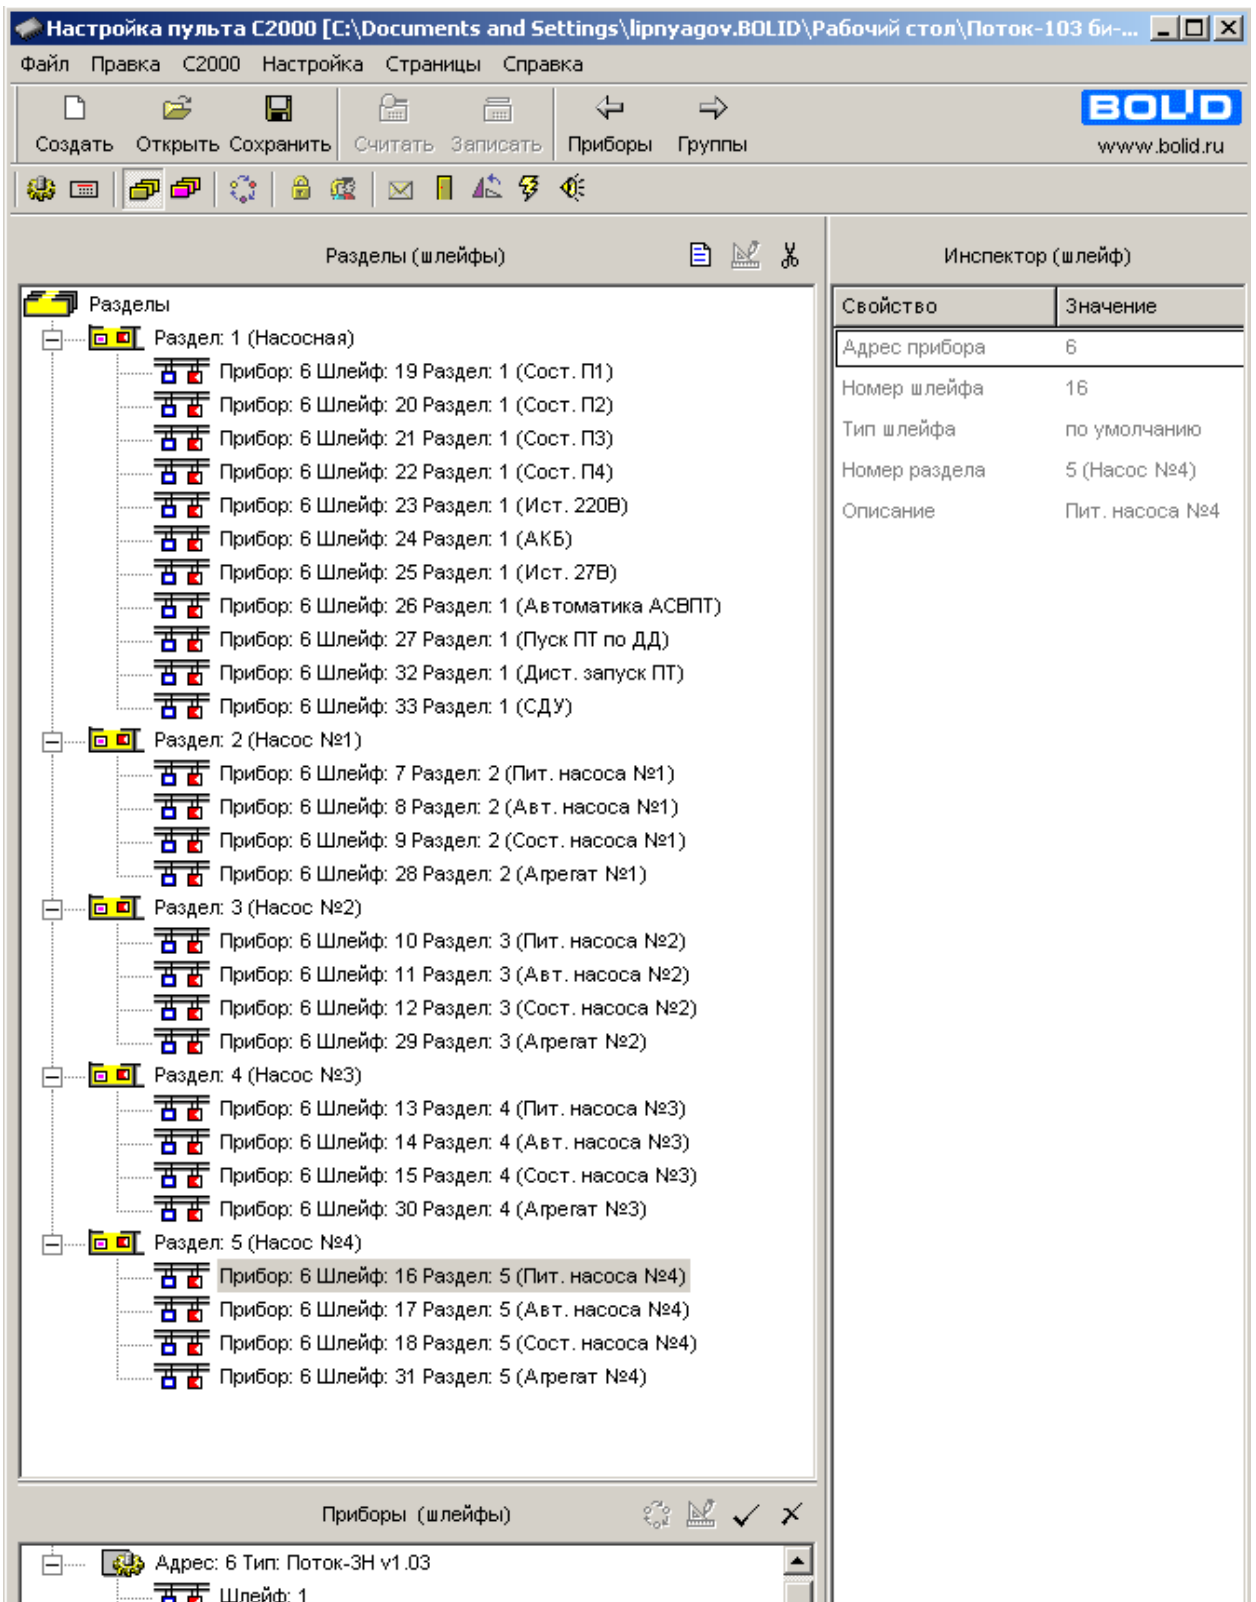 Настройка пульта С2000 [C:\Documents and Settings\lipnyagov.BOLID\Рабочий стол\Поток-103 би-...
Файл Правка С2000 Настройка Страницы Справка
Создать Открыть Сохранить Считать Записать Приборы Группы
BOLID
www.bolid.ru
Разделы (шлейфы)
Разделы
Раздел: 1 (Насосная)
Прибор: 6 Шлейф: 19 Раздел: 1 (Сост. П1)
Прибор: 6 Шлейф: 20 Раздел: 1 (Сост. П2)
Прибор: 6 Шлейф: 21 Раздел: 1 (Сост. П3)
Прибор: 6 Шлейф: 22 Раздел: 1 (Сост. П4)
Прибор: 6 Шлейф: 23 Раздел: 1 (Ист. 220В)
Прибор: 6 Шлейф: 24 Раздел: 1 (АКБ)
Прибор: 6 Шлейф: 25 Раздел: 1 (Ист. 27В)
Прибор: 6 Шлейф: 26 Раздел: 1 (Автоматика АСВПТ)
Прибор: 6 Шлейф: 27 Раздел: 1 (Пуск ПТ по ДД)
Прибор: 6 Шлейф: 32 Раздел: 1 (Дист. запуск ПТ)
Прибор: 6 Шлейф: 33 Раздел: 1 (СДУ)
Раздел: 2 (Насос №1)
Прибор: 6 Шлейф: 7 Раздел: 2 (Пит. насоса №1)
Прибор: 6 Шлейф: 8 Раздел: 2 (Авт. насоса №1)
Прибор: 6 Шлейф: 9 Раздел: 2 (Сост. насоса №1)
Прибор: 6 Шлейф: 28 Раздел: 2 (Агрегат №1)
Раздел: 3 (Насос №2)
Прибор: 6 Шлейф: 10 Раздел: 3 (Пит. насоса №2)
Прибор: 6 Шлейф: 11 Раздел: 3 (Авт. насоса №2)
Прибор: 6 Шлейф: 12 Раздел: 3 (Сост. насоса №2)
Прибор: 6 Шлейф: 29 Раздел: 3 (Агрегат №2)
Раздел: 4 (Насос №3)
Прибор: 6 Шлейф: 13 Раздел: 4 (Пит. насоса №3)
Прибор: 6 Шлейф: 14 Раздел: 4 (Авт. насоса №3)
Прибор: 6 Шлейф: 15 Раздел: 4 (Сост. насоса №3)
Прибор: 6 Шлейф: 30 Раздел: 4 (Агрегат №3)
Раздел: 5 (Насос №4)
Прибор: 6 Шлейф: 16 Раздел: 5 (Пит. насоса №4)
Прибор: 6 Шлейф: 17 Раздел: 5 (Авт. насоса №4)
Прибор: 6 Шлейф: 18 Раздел: 5 (Сост. насоса №4)
Прибор: 6 Шлейф: 31 Раздел: 5 (Агрегат №4)
Приборы (шлейфы)
Адрес: 6 Тип: Поток-3Н v1.03
Шлейф: 1
Инспектор (шлейф)
Свойство Значение
Адрес прибора 6
Номер шлейфа 16
Тип шлейфа по умолчанию
Номер раздела 5 (Насос №4)
Описание Пит. насоса №4